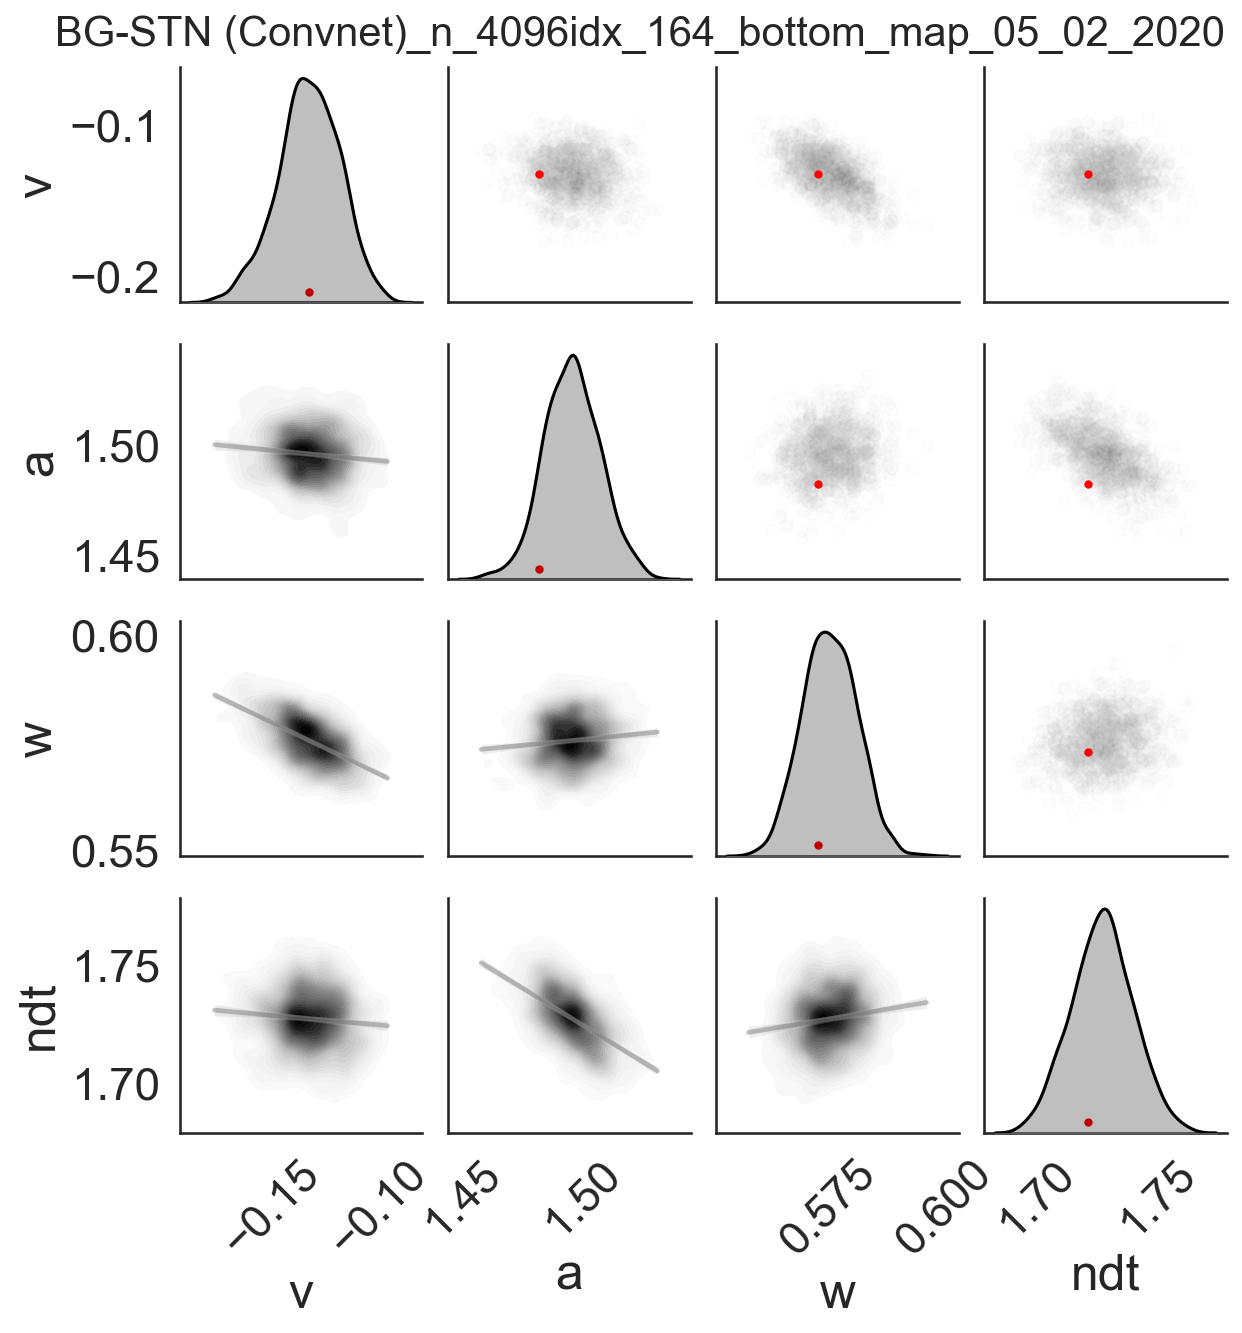 BG-STN (Convnet)_n_4096idx_164_bottom_map_05_02_2020
−0.1
v
−0.2
1.50
a
1.45
0.60
w
0.55
1.75
ndt
1.70
−0.15 −0.10 1.45 1.50 0.575 0.600 1.70 1.75
v a w ndt